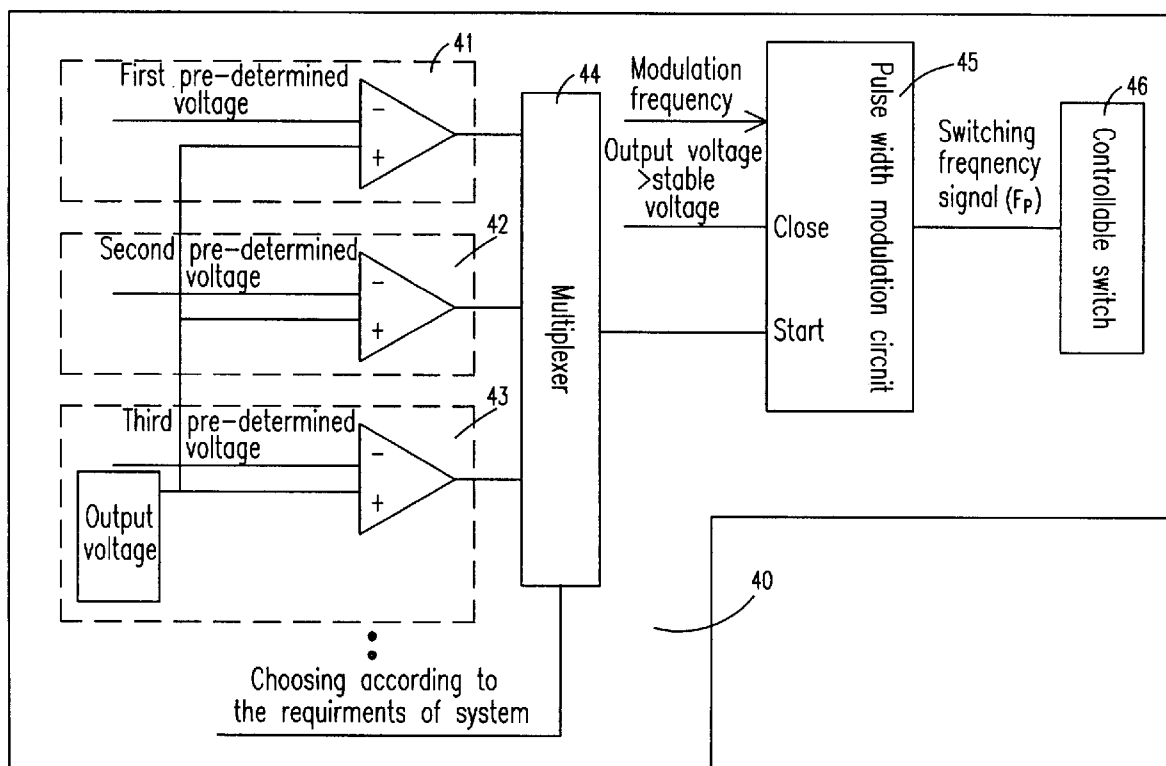 41
First pre-determined
voltage
−
+
42
Second pre-determined
voltage
−
+
43
Third pre-determined
voltage
−
+
Output
voltage
44
Multiplexer
Choosing according to
the requirments of system
Modulation
frequency
Output voltage
>stable
voltage
Close
Start
Pulse width modulation circnit
45
Switching
freqnency
signal (FP)
46
Controllable switch
40